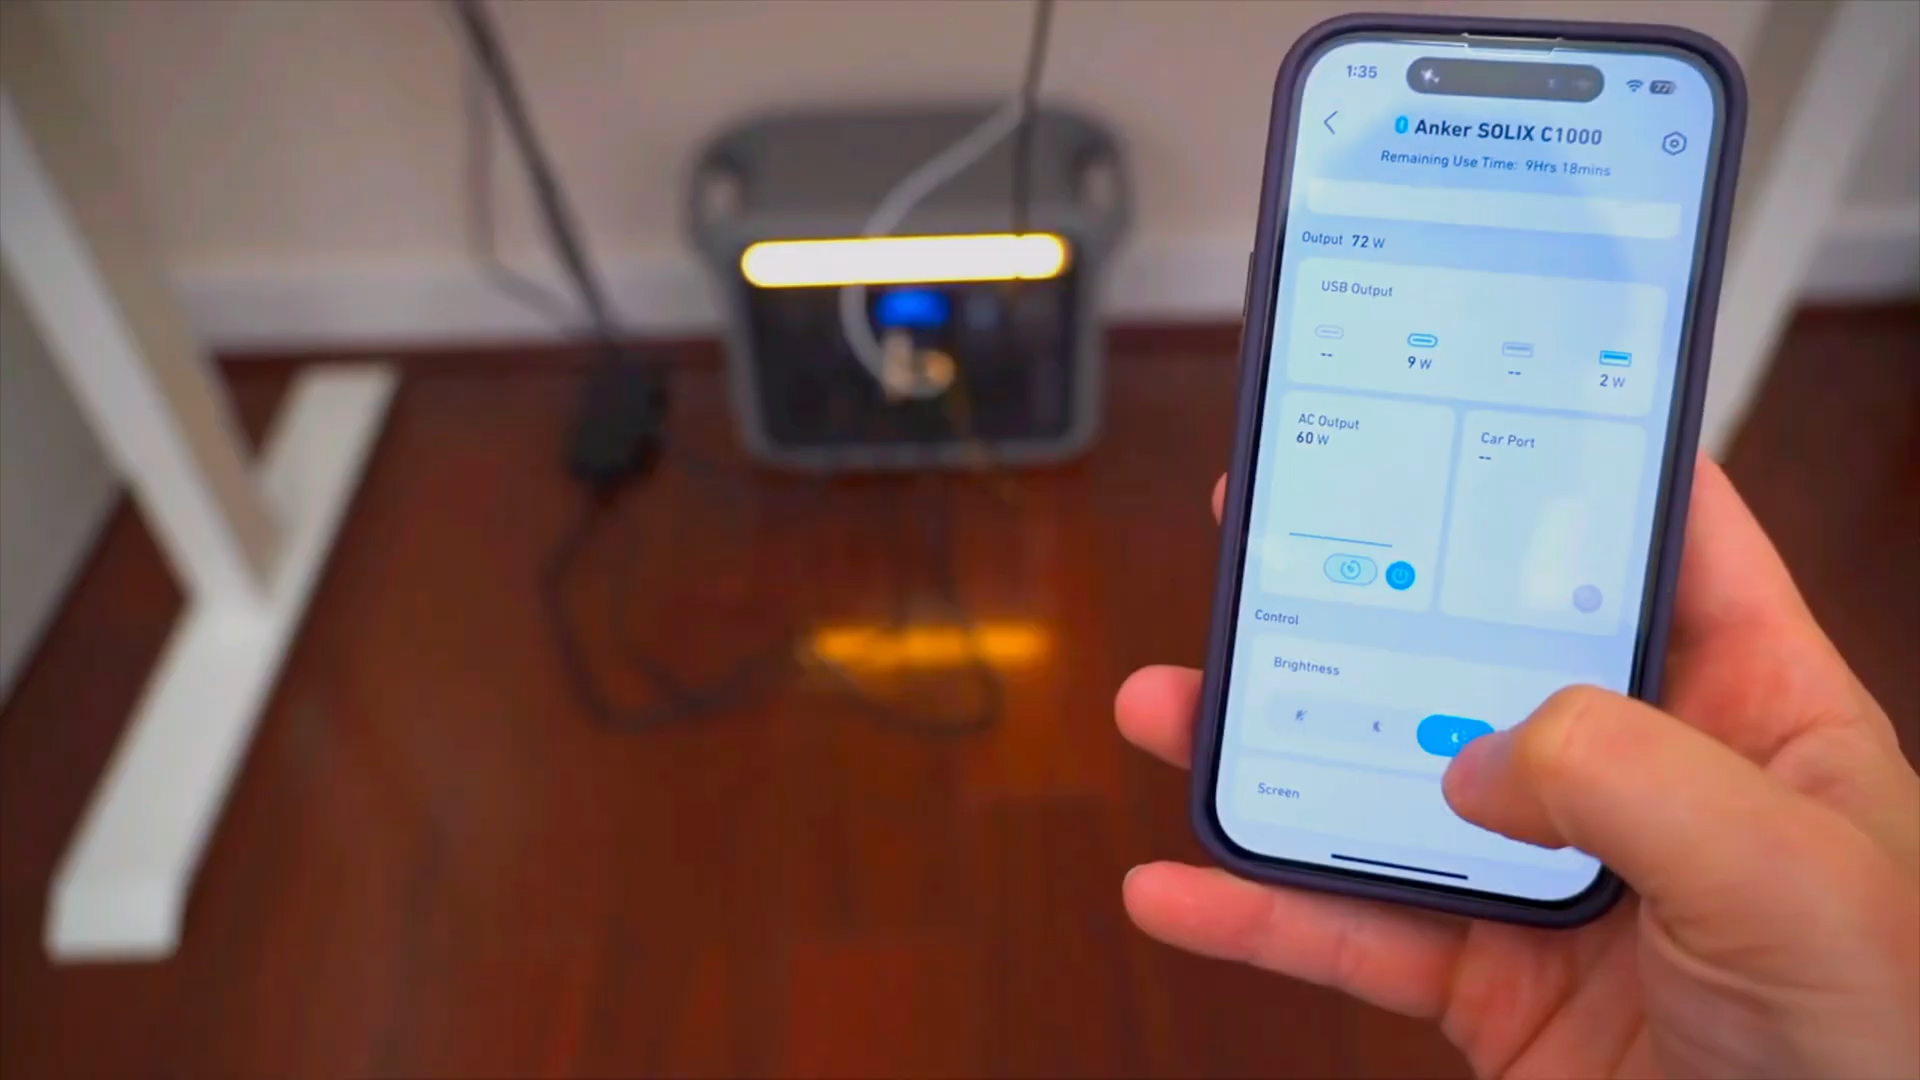 1:35
77
Anker SOLIX C1000
Remaining Use Time: 9Hrs 18mins
Output 72 W
USB Output
-- 9 W -- 2 W
AC Output
60 W
Car Port
--
Control
Brightness
Screen